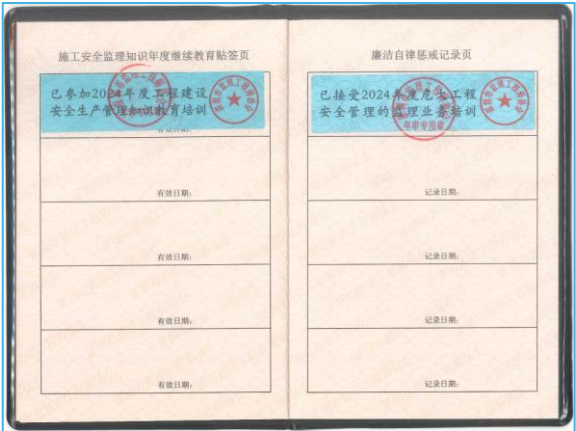 施工安全监理知识年度继续教育贴签页
已参加2024年度工程建设
安全生产管理知识教育培训
有效日期:
有效日期:
有效日期:
有效日期:
有效日期:
廉洁自律惩戒记录页
已接受2024年度危大工程
安全管理的监理业务培训
记录日期:
记录日期:
记录日期:
记录日期: